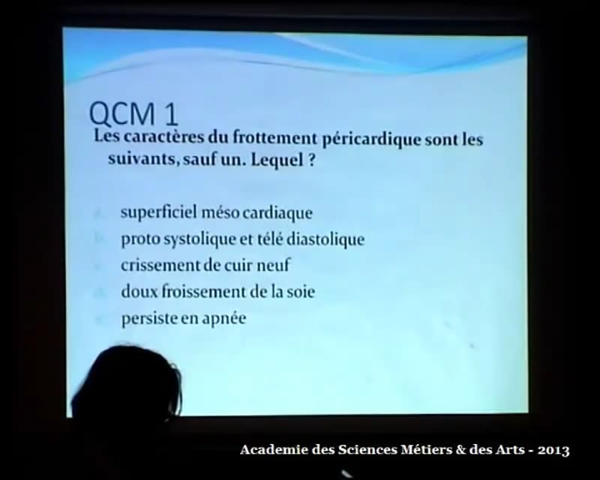 QCM 1
Les caractères du frottement péricardique sont les
suivants, sauf un. Lequel ?
a. superficiel méso cardiaque
b. proto systolique et télé diastolique
c. crissement de cuir neuf
d. doux froissement de la soie
e. persiste en apnée
Academie des Sciences Métiers & des Arts - 2013